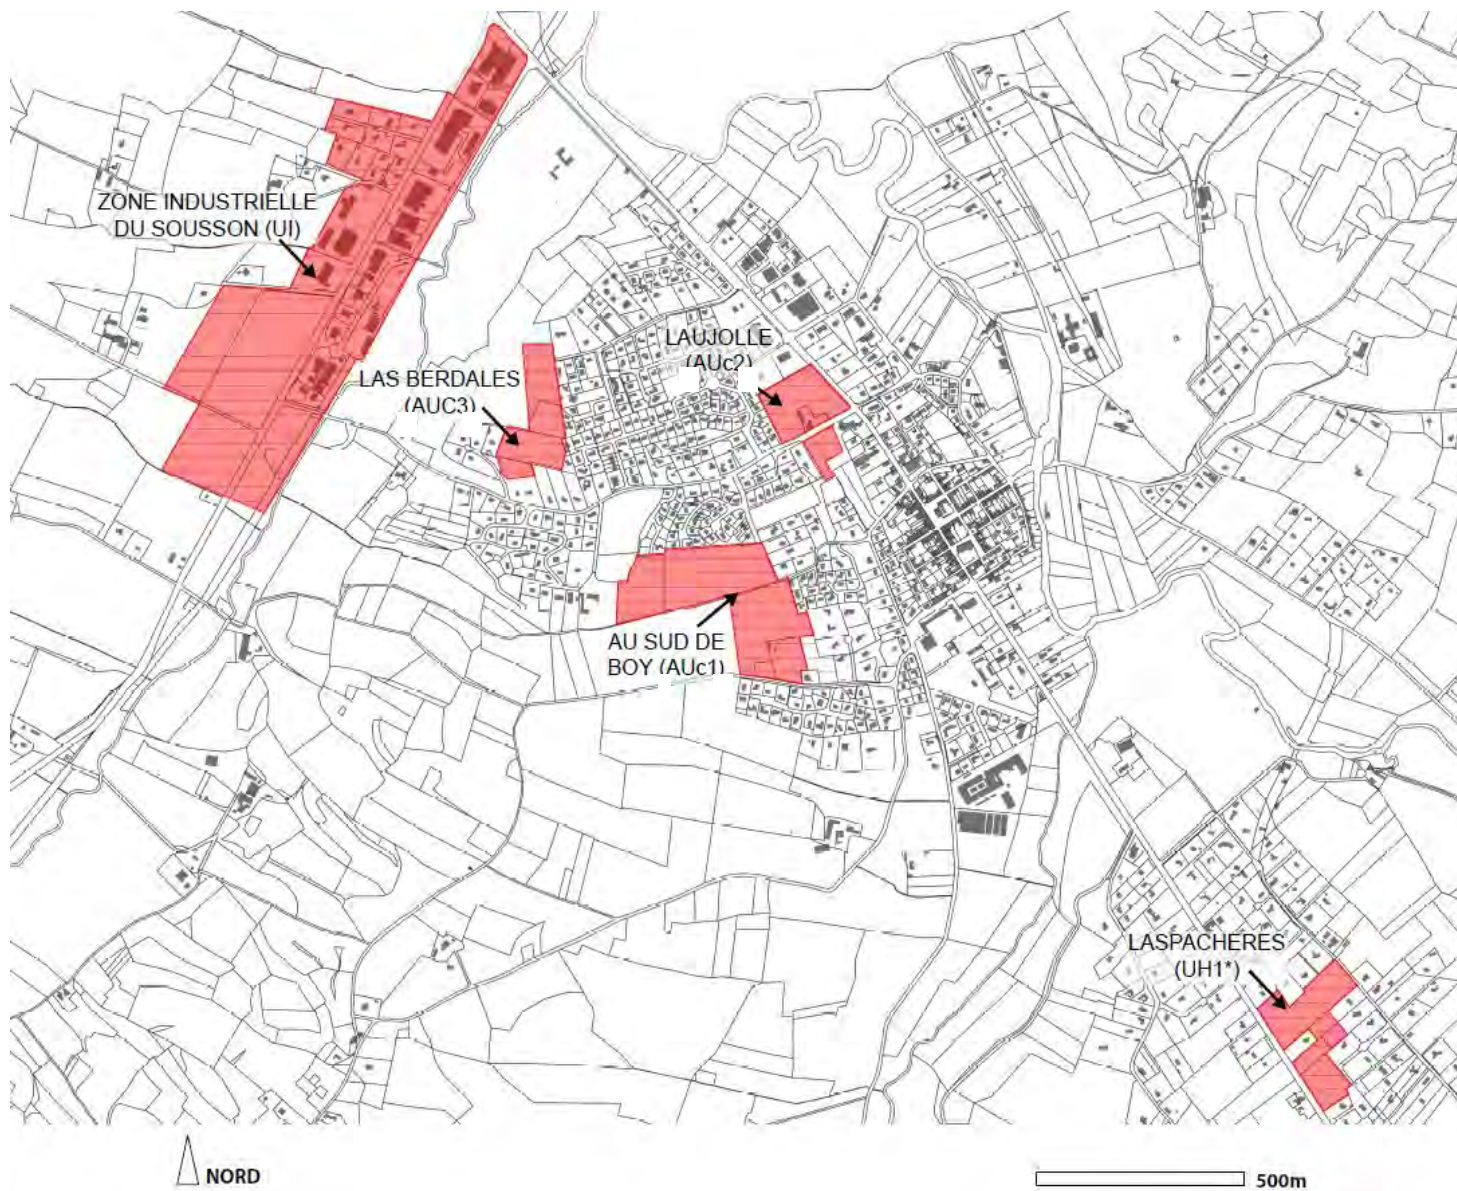 ZONE INDUSTRIELLE
DU SOUSSON (UI)
LAUJOLLE
(AUc2)
LAS BERDALES
(AUC3)
AU SUD DE
BOY (AUc1)
LASPACHERES
(UH1*)
NORD
500m